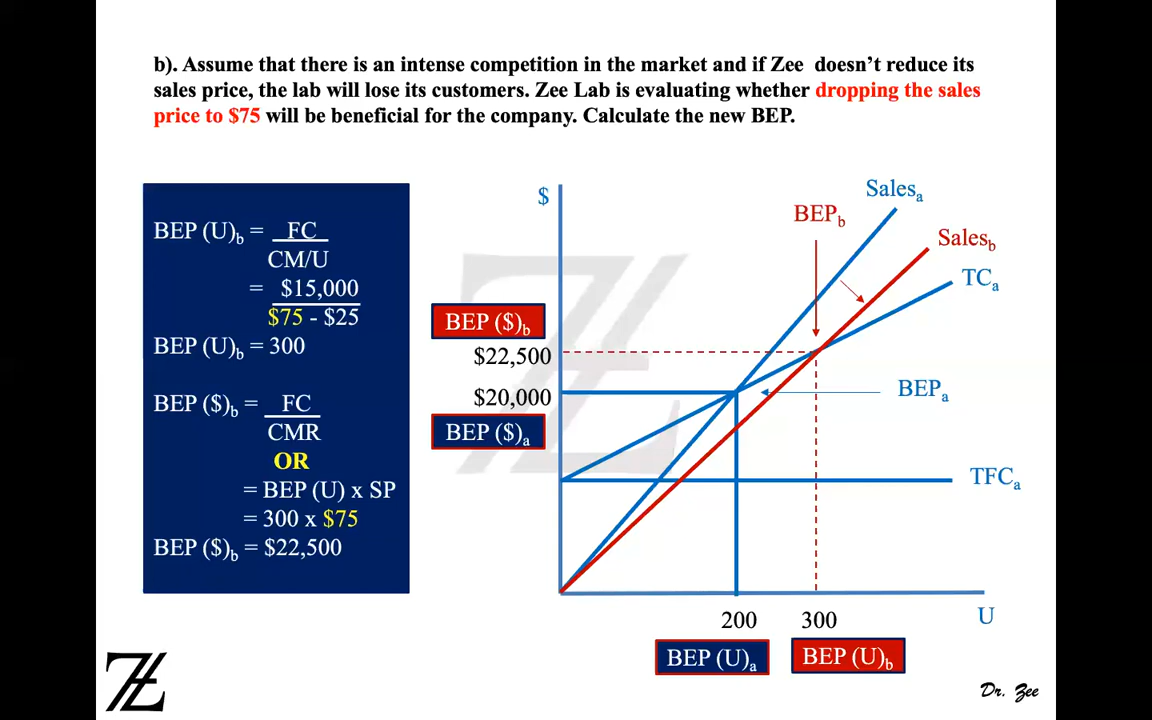 b). Assume that there is an intense competition in the market and if Zee doesn’t reduce its
sales price, the lab will lose its customers. Zee Lab is evaluating whether dropping the sales
price to $75 will be beneficial for the company. Calculate the new BEP.
BEP (U)b = FC
CM/U
= $15,000
$75 - $25
BEP (U)b = 300
BEP ($)b = FC
CMR
OR
= BEP (U) x SP
= 300 x $75
BEP ($)b = $22,500
$
Salesa
BEPb
Salesb
TCa
BEP ($)b
$22,500
$20,000
BEP ($)a
BEPa
TFCa
200
300
U
BEP (U)a
BEP (U)b
Dr. Zee